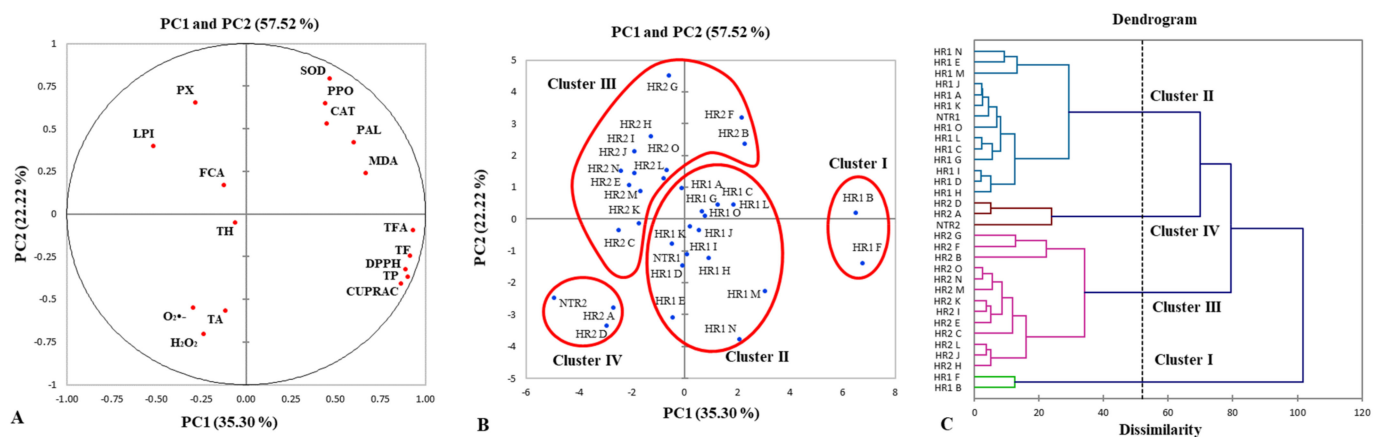 PC1 and PC2 (57.52 %)
1
0.75
0.5
0.25
0
-0.25
-0.5
-0.75
-1
PC2 (22.22 %)
SOD
PPO
CAT
PAL
MDA
PX
LPI
FCA
TH
TFA
TF
DPPH
TP
CUPRAC
O₂•–
TA
H₂O₂
-1.00 -0.75 -0.50 -0.25 0.00 0.25 0.50 0.75 1.00
PC1 (35.30 %)
A
PC1 and PC2 (57.52 %)
5
4
3
2
1
0
-1
-2
-3
-4
-5
PC2 (22.22 %)
Cluster III
HR2 G
HR2 F
HR2 B
HR2 H
HR2 I
HR2 O
HR2 J
HR2 N
HR2 L
HR2 E
HR2 M
HR2 K
HR2 C
Cluster I
HR1 B
HR1 F
HR1 A
HR1 C
HR1 G
HR1 L
HR1 O
HR1 K
HR1 J
HR1 I
NTR1
HR1 D
HR1 H
HR1 E
HR1 M
HR1 N
NTR2
HR2 A
HR2 D
Cluster IV
Cluster II
-6 -4 -2 0 2 4 6 8
PC1 (35.30 %)
B
Dendrogram
HR1 N
HR1 E
HR1 M
HR1 J
HR1 A
HR1 K
NTR1
HR1 O
HR1 L
HR1 C
HR1 G
HR1 I
HR1 D
HR1 H
HR2 D
HR2 A
NTR2
HR2 G
HR2 F
HR2 B
HR2 O
HR2 N
HR2 M
HR2 K
HR2 I
HR2 E
HR2 C
HR2 L
HR2 J
HR2 H
HR1 F
HR1 B
Cluster II
Cluster IV
Cluster III
Cluster I
0 20 40 60 80 100 120
Dissimilarity
C